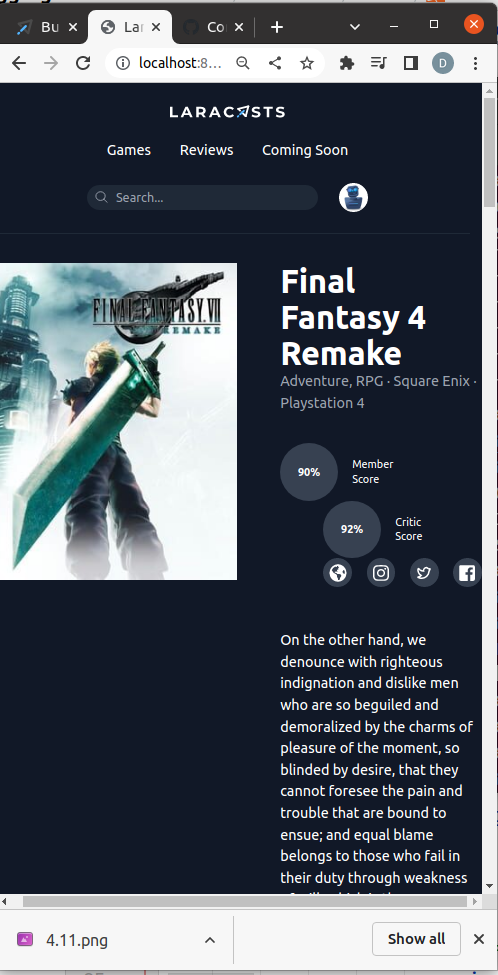 Bu
Lar
Co
localhost:8...
D
LARACASTS
Games Reviews Coming Soon
Search...
FINAL FANTASY VII
REMAKE
Final
Fantasy 4
Remake
Adventure, RPG · Square Enix ·
Playstation 4
90%
Member
Score
92%
Critic
Score
On the other hand, we
denounce with righteous
indignation and dislike men
who are so beguiled and
demoralized by the charms of
pleasure of the moment, so
blinded by desire, that they
cannot foresee the pain and
trouble that are bound to
ensue; and equal blame
belongs to those who fail in
their duty through weakness
4.11.png
Show all